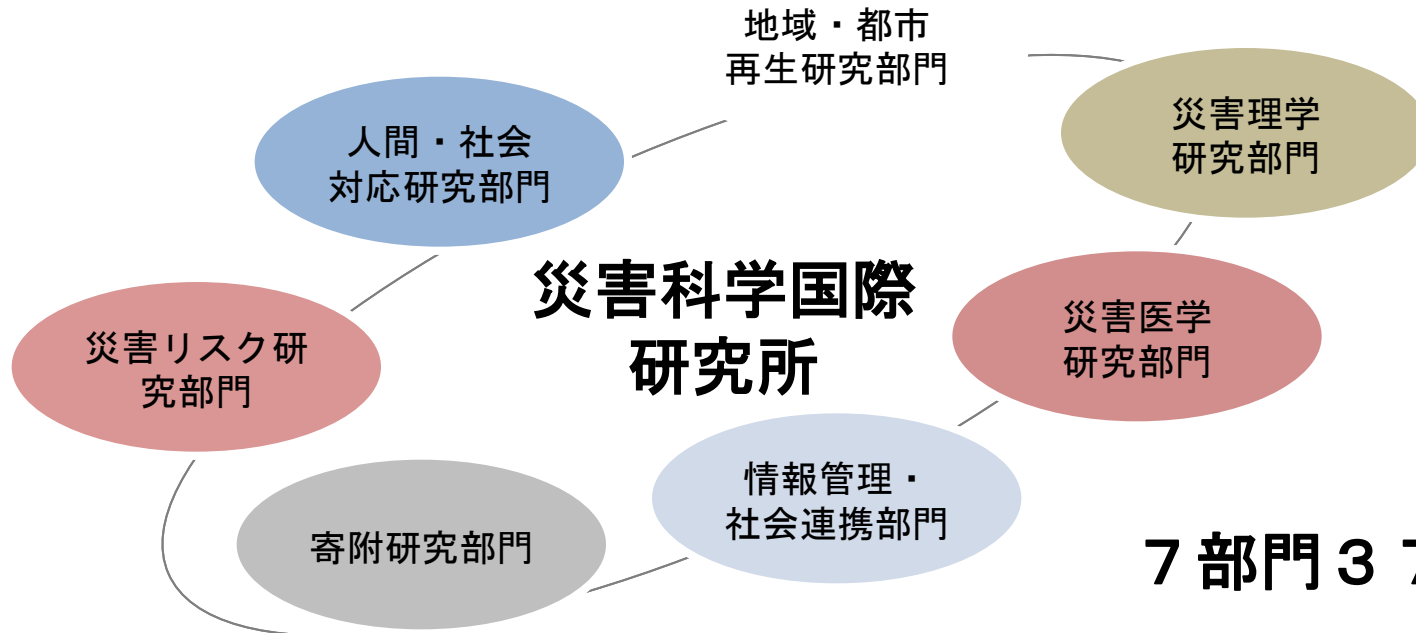 地域・都市
再生研究部門
災害理学
研究部門
人間・社会
対応研究部門
災害科学国際
研究所
災害医学
研究部門
災害リスク研
究部門
情報管理・
社会連携部門
寄附研究部門
７部門３７